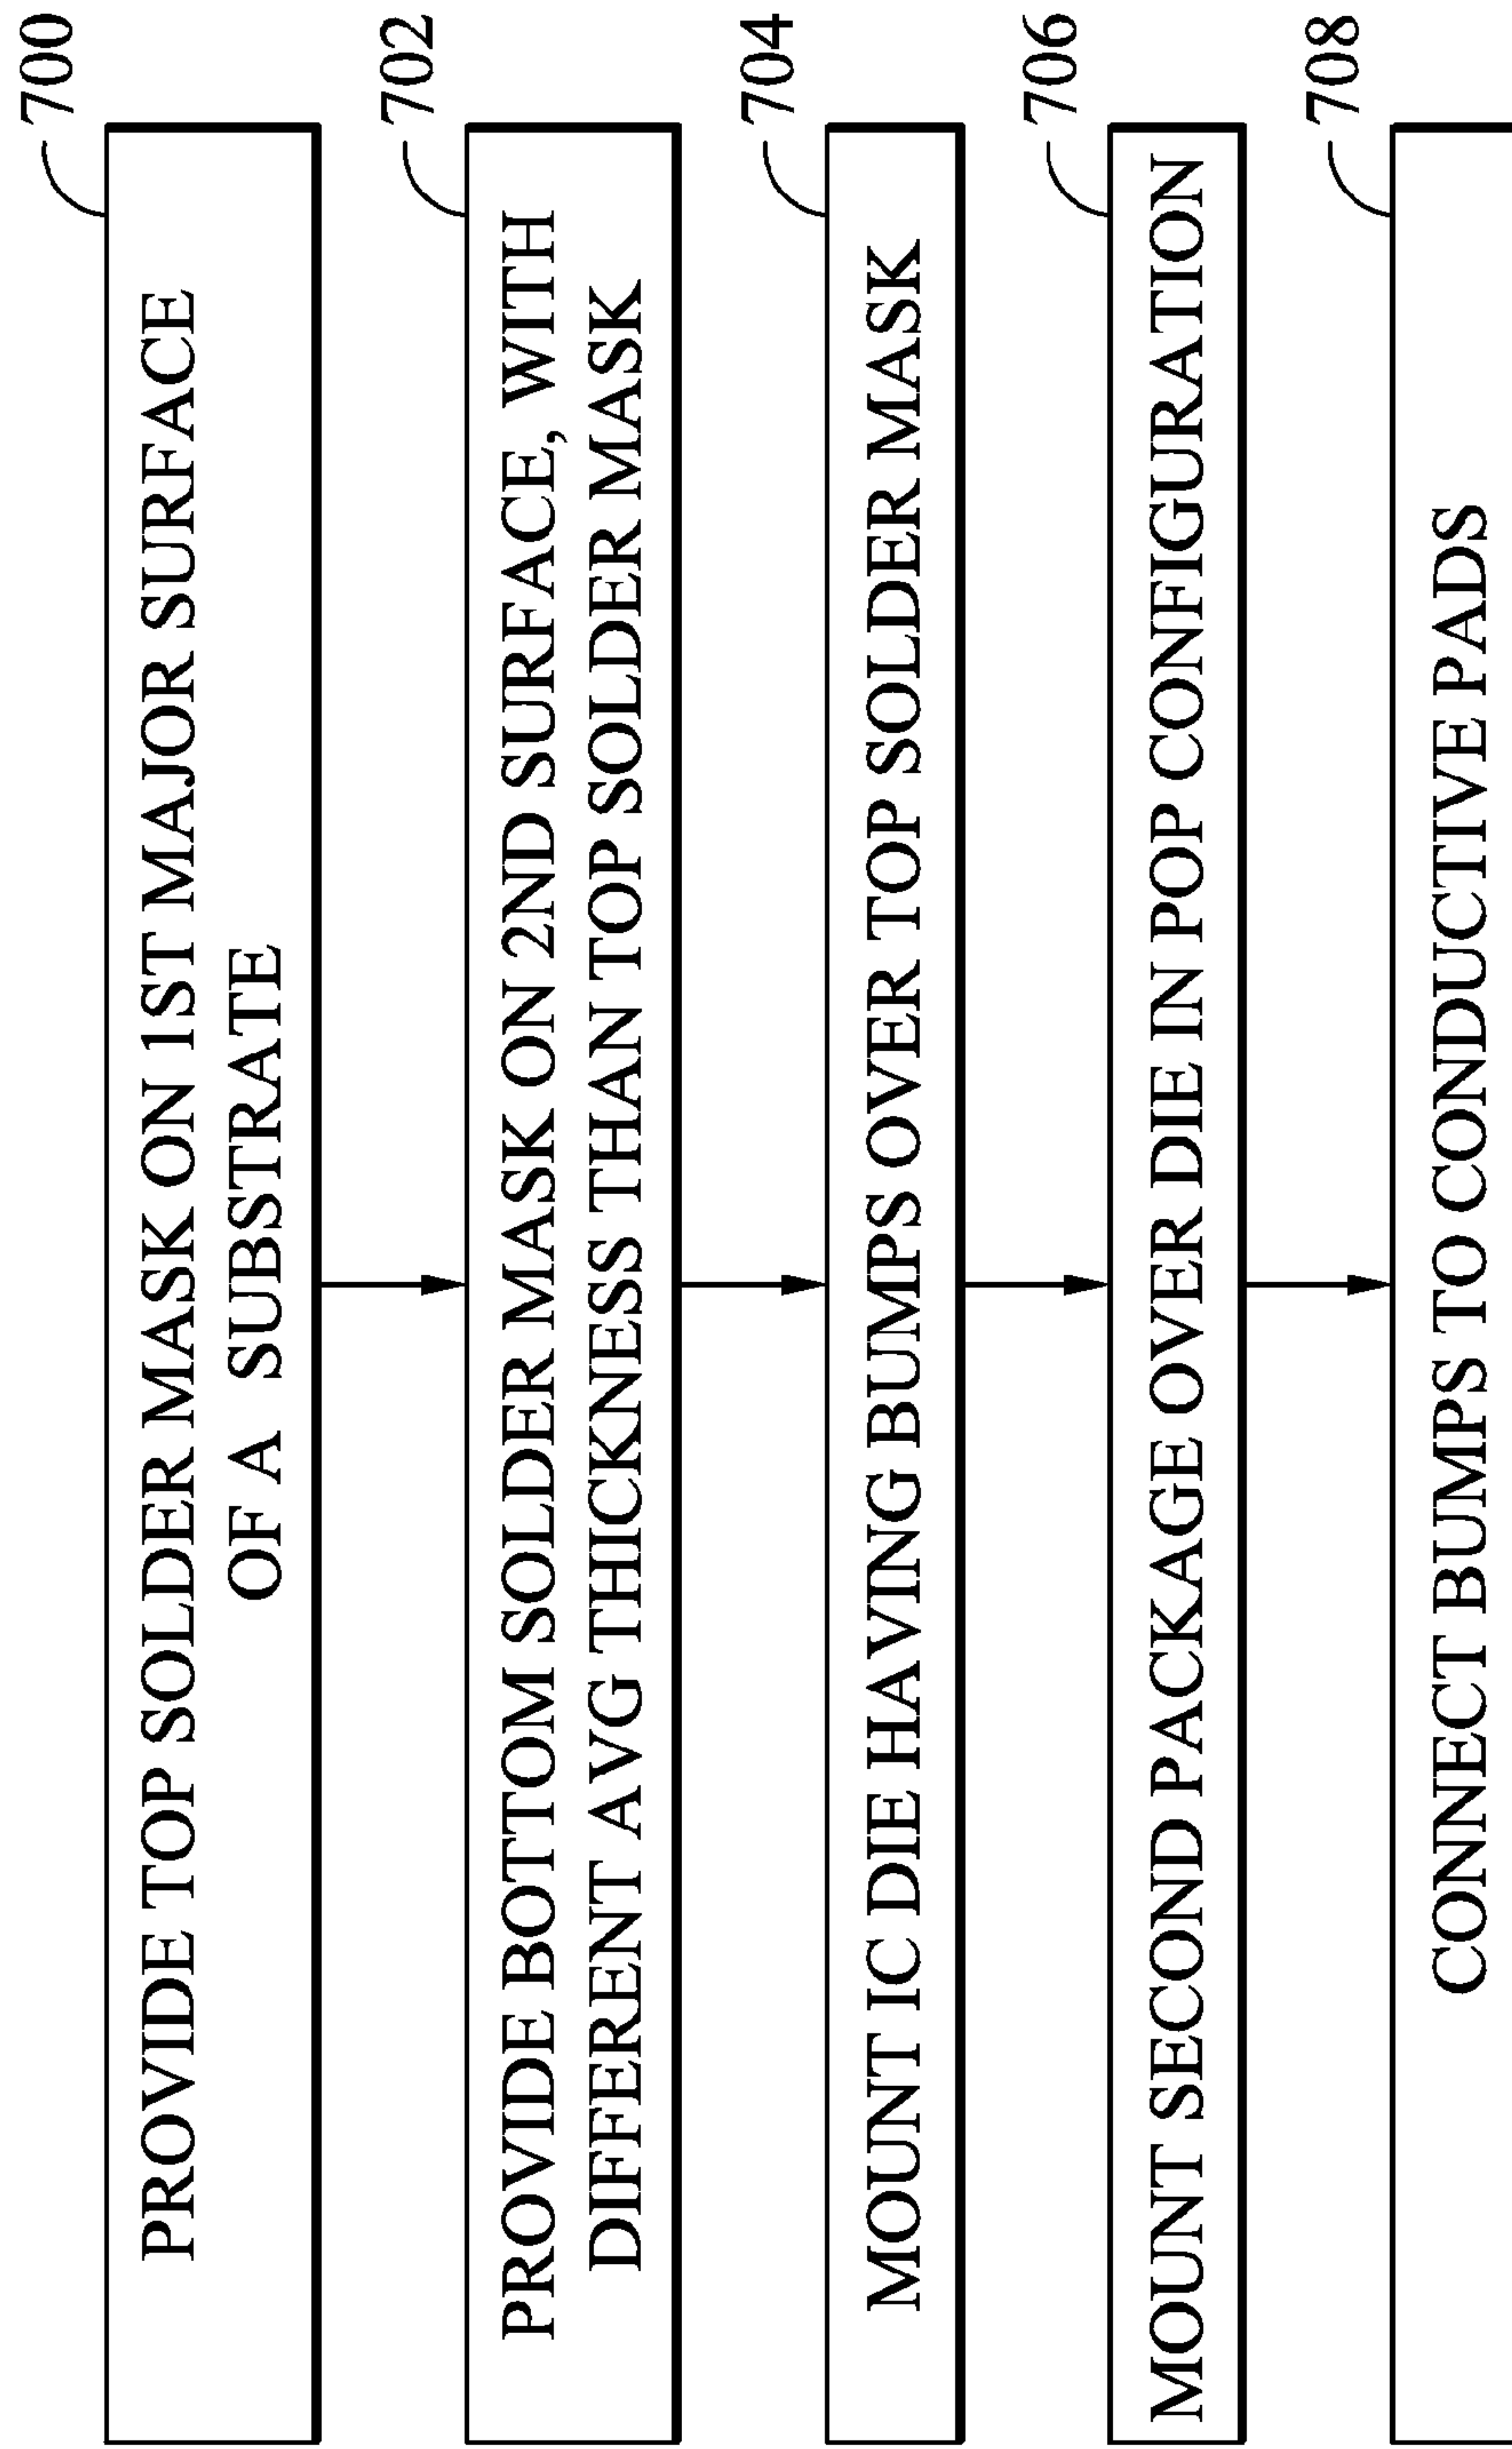 700
PROVIDE TOP SOLDER MASK ON 1ST MAJOR SURFACE
OF A SUBSTRATE
702
PROVIDE BOTTOM SOLDER MASK ON 2ND SURFACE, WITH
DIFFERENT AVG THICKNESS THAN TOP SOLDER MASK
704
MOUNT IC DIE HAVING BUMPS OVER TOP SOLDER MASK
706
MOUNT SECOND PACKAGE OVER DIE IN POP CONFIGURATION
708
CONNECT BUMPS TO CONDUCTIVE PADS